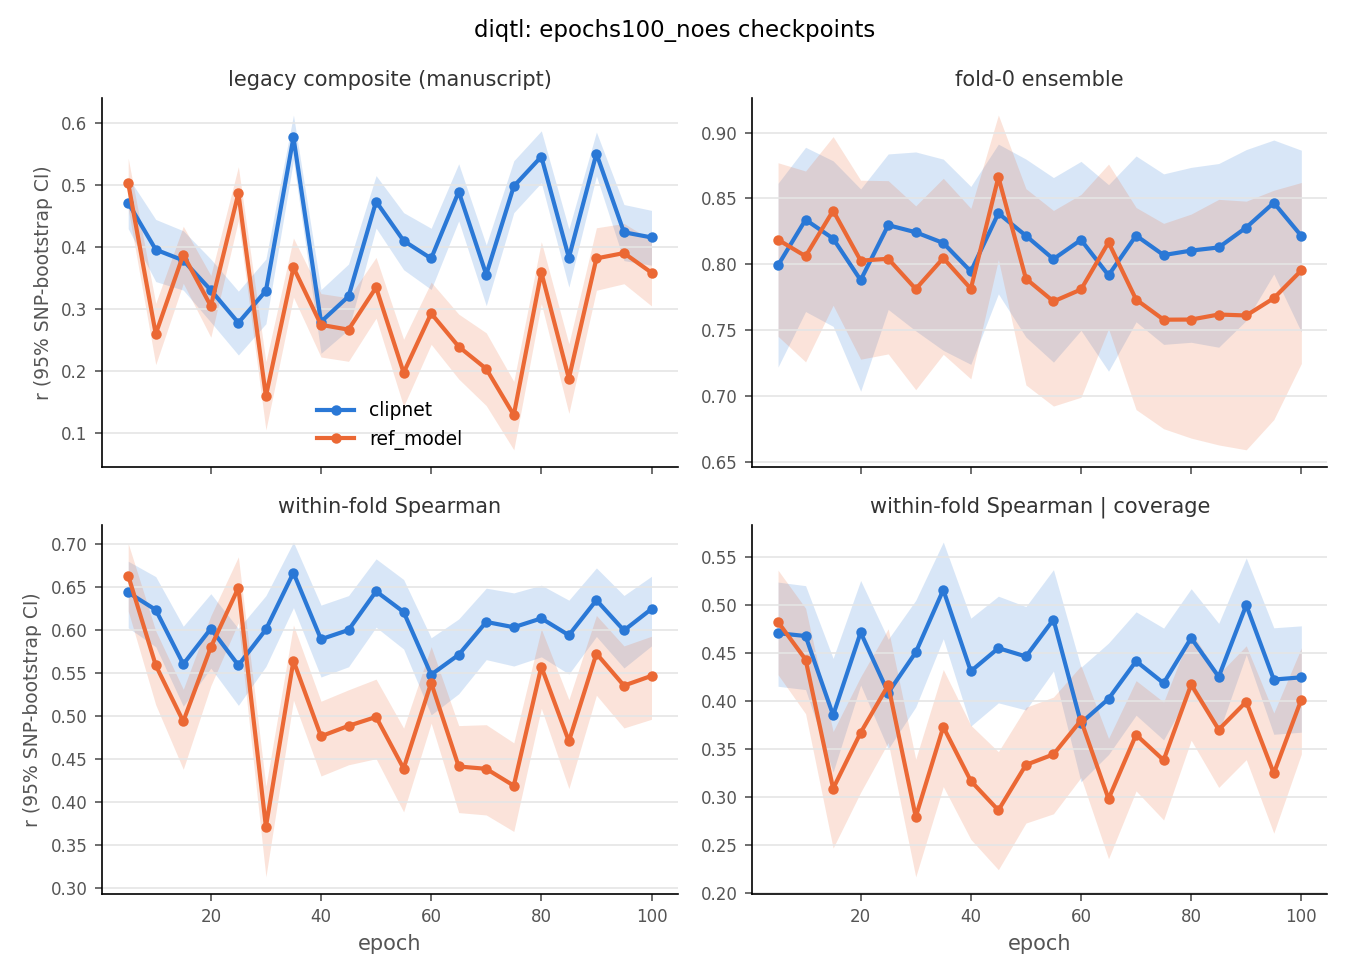 diqtl: epochs100_noes checkpoints
legacy composite (manuscript)
fold-0 ensemble
r (95% SNP-bootstrap CI)
0.6
0.5
0.4
0.3
0.2
0.1
clipnet
ref_model
0.90
0.85
0.80
0.75
0.70
0.65
within-fold Spearman
within-fold Spearman | coverage
r (95% SNP-bootstrap CI)
0.70
0.65
0.60
0.55
0.50
0.45
0.40
0.35
0.30
0.55
0.50
0.45
0.40
0.35
0.30
0.25
0.20
20 40 60 80 100
20 40 60 80 100
epoch
epoch